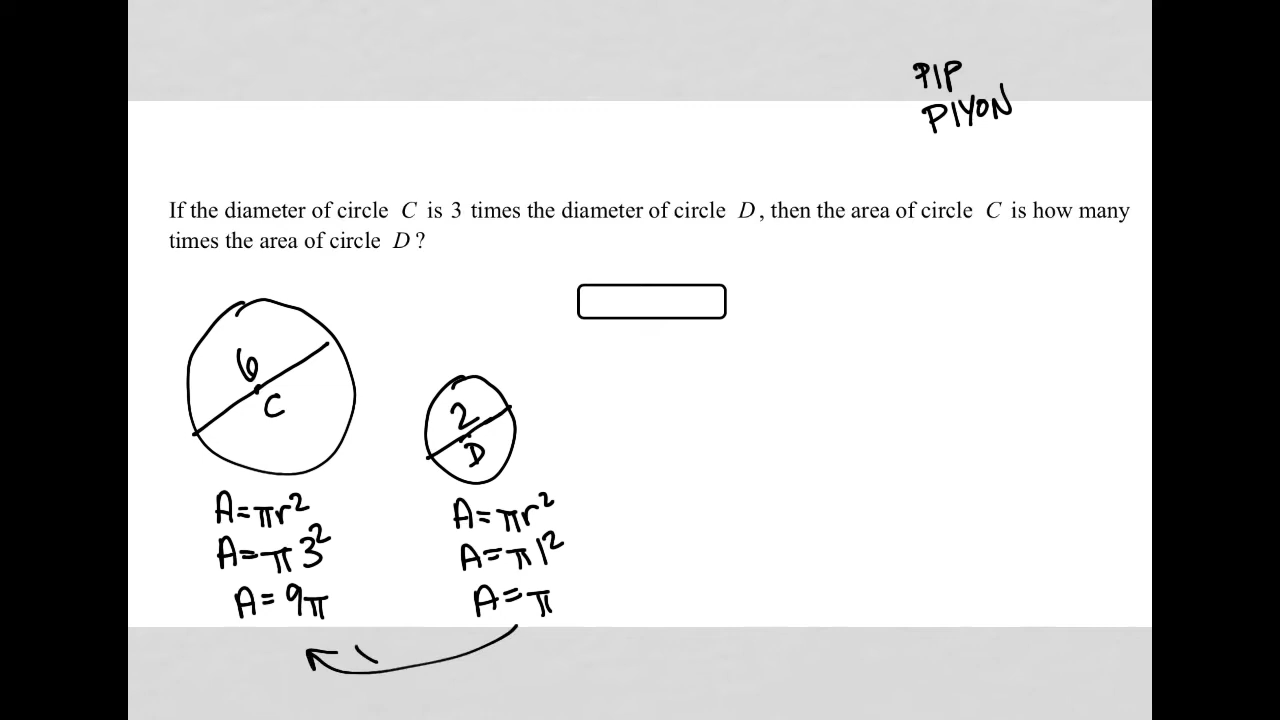 PIP
PIYON
If the diameter of circle C is 3 times the diameter of circle D, then the area of circle C is how many
times the area of circle D?
6
C
2
D
A=πr²
A=π3²
A=9π
A=πr²
A=π1²
A=π